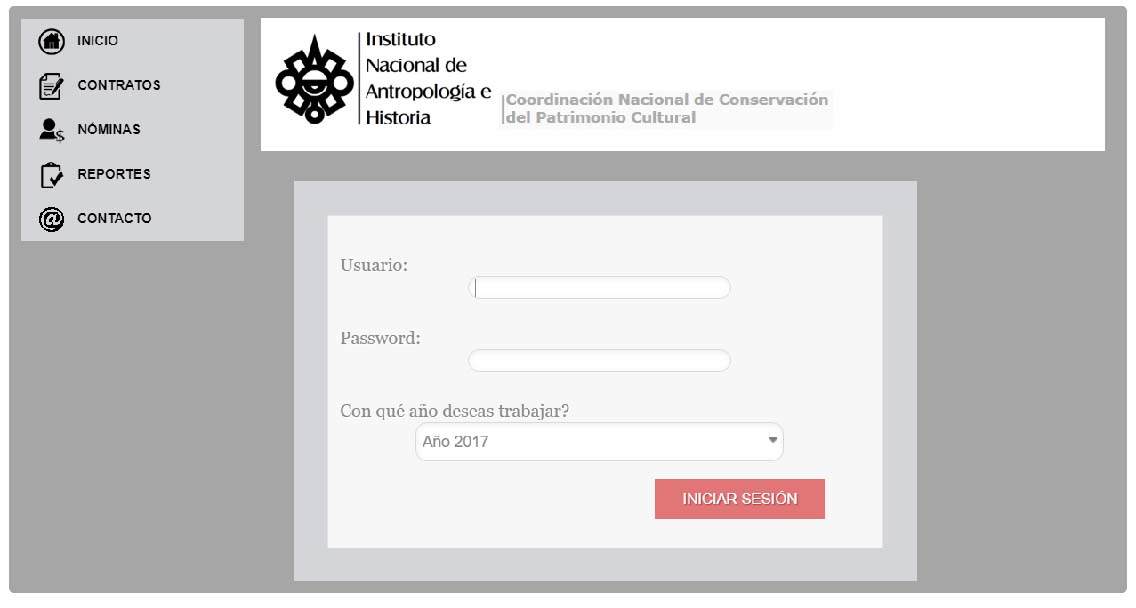 INICIO
CONTRATOS
NÓMINAS
REPORTES
CONTACTO
Instituto
Nacional de
Antropología e
Historia
Coordinación Nacional de Conservación
del Patrimonio Cultural
Usuario:
Password:
Con qué año deseas trabajar?
Año 2017
INICIAR SESIÓN